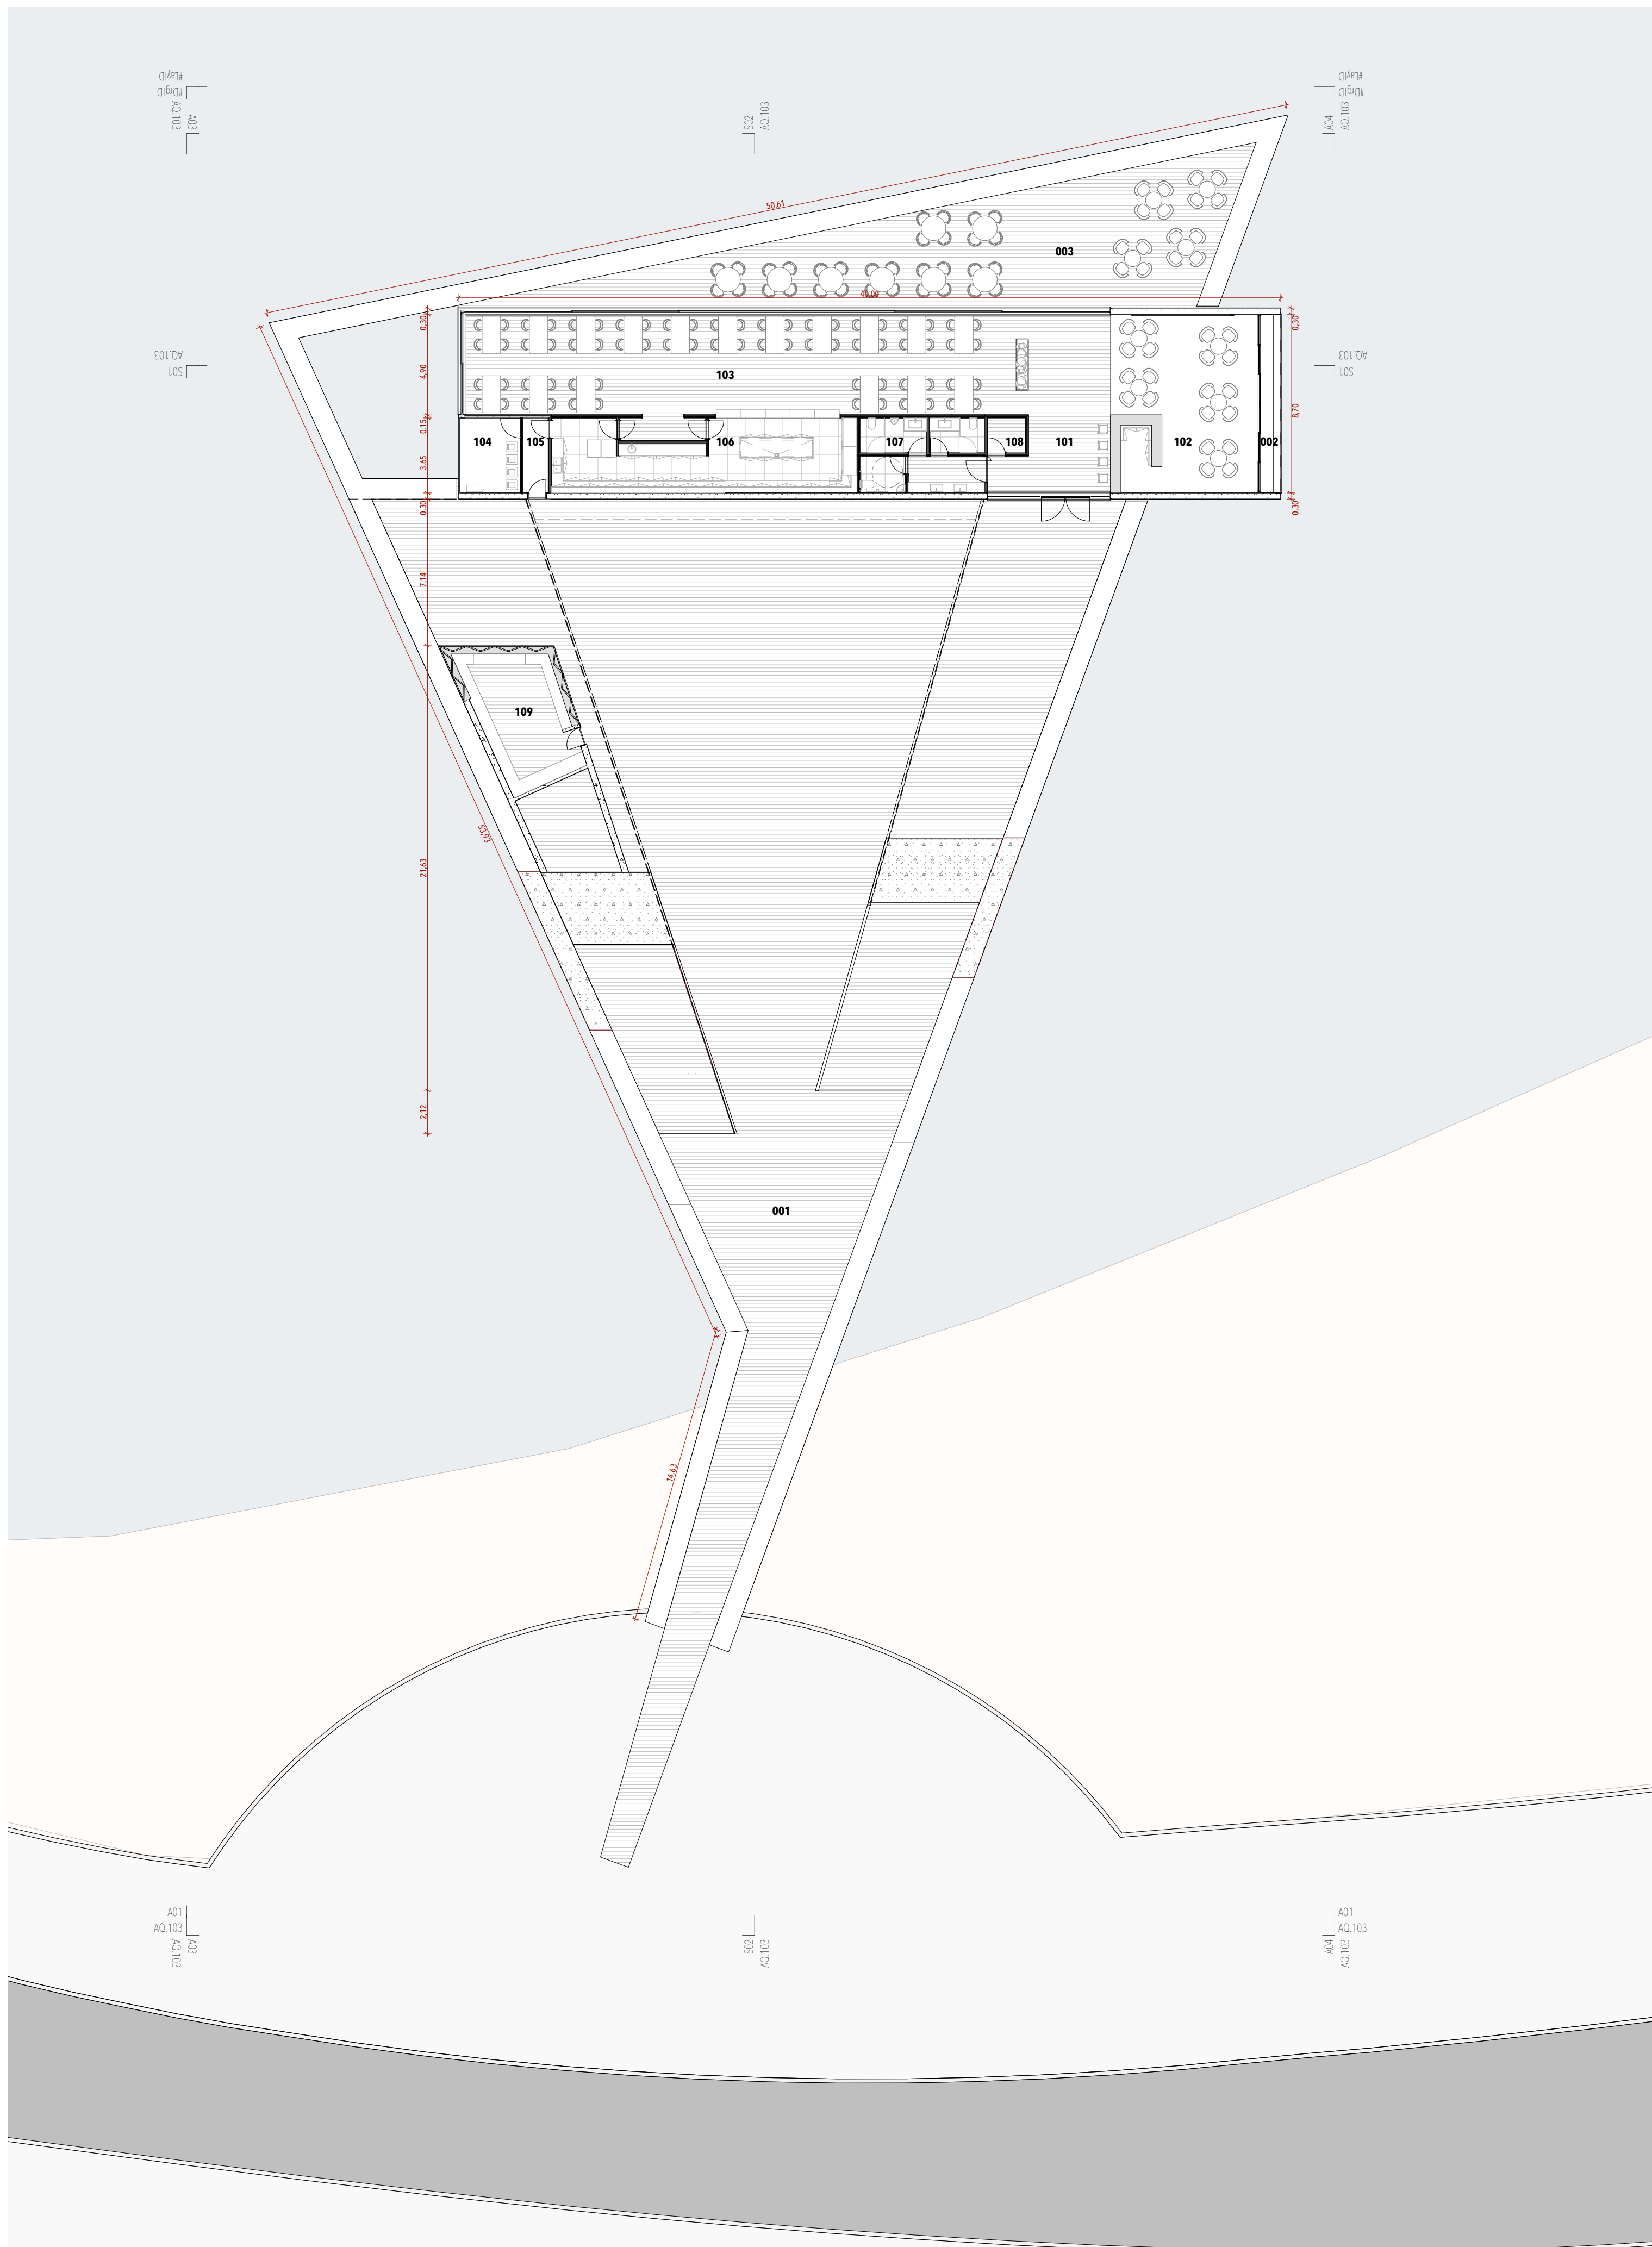 #LayID
#DrgID
AQ.103
A03
S02
AQ.103
#LayID
#DrgID
A04
AQ.103
50,61
003
40,00
0,30
4,90
0,15
3,65
0,30
103
104
105
106
107
108
101
102
002
0,30
8,70
0,30
AQ.103
S01
AQ.103
S01
7,14
109
53,93
21,63
2,12
001
14,63
A01
AQ.103
AQ.103
A03
S02
AQ.103
A01
AQ.103
A04
AQ.103